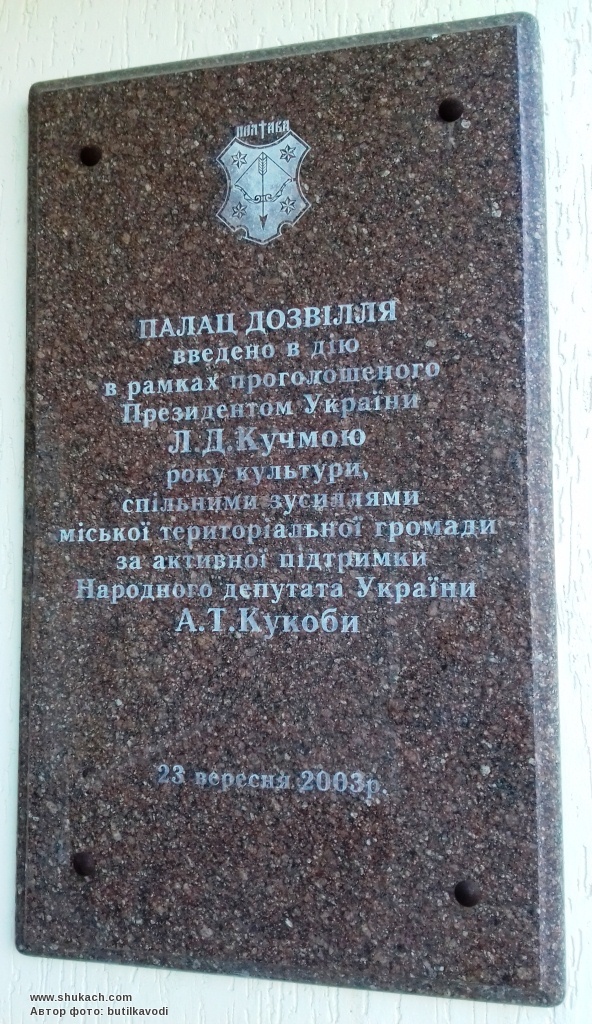 ПОЛТАВА
ПАЛАЦ ДОЗВІЛЛЯ
введено в дію
в рамках проголошеного
Президентом України
Л.Д.Кучмою
року культури,
спільними зусиллями
міської територіальної громади
за активної підтримки
Народного депутата України
А.Т.Кукоби
23 вересня 2003р.
www.shukach.com
Автор фото: butilkavodi